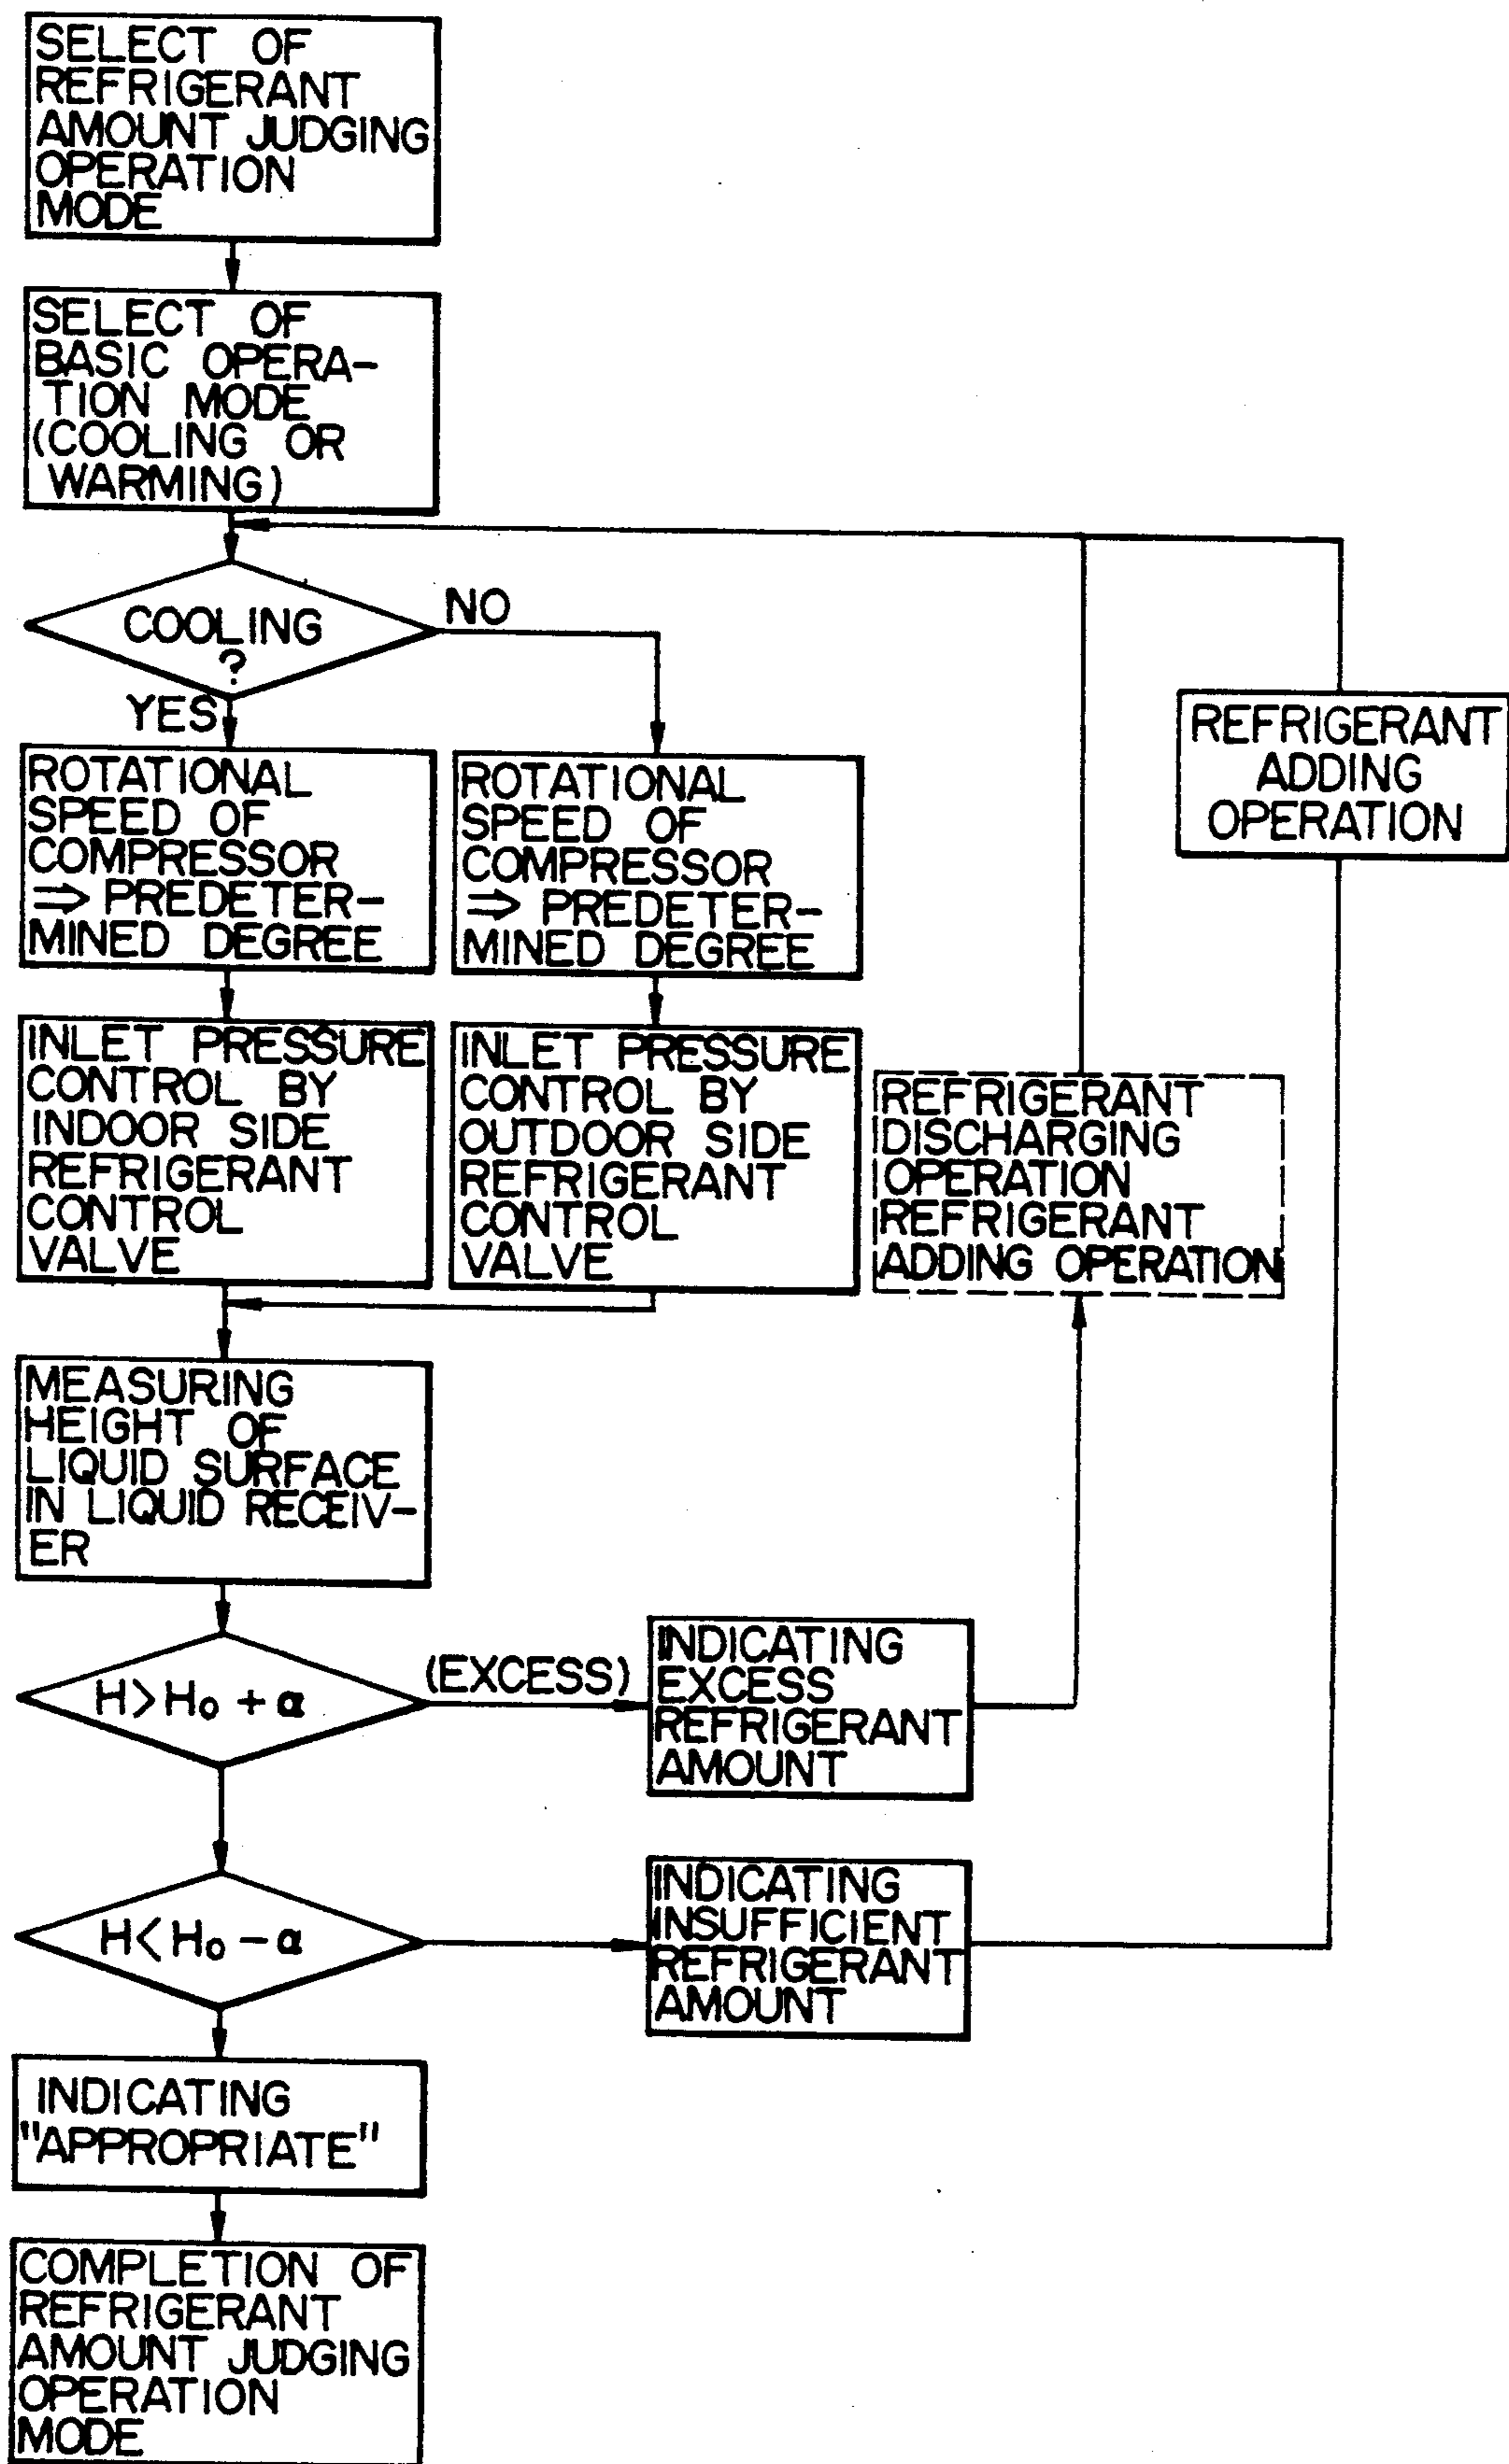 SELECT OF
REFRIGERANT
AMOUNT JUDGING
OPERATION
MODE
SELECT OF
BASIC OPERA-
TION MODE
(COOLING OR
WARMING)
COOLING
?
NO
YES
ROTATIONAL
SPEED OF
COMPRESSOR
⇒ PREDETER-
MINED DEGREE
ROTATIONAL
SPEED OF
COMPRESSOR
⇒ PREDETER-
MINED DEGREE
REFRIGERANT
ADDING
OPERATION
INLET PRESSURE
CONTROL BY
INDOOR SIDE
REFRIGERANT
CONTROL
VALVE
INLET PRESSURE
CONTROL BY
OUTDOOR SIDE
REFRIGERANT
CONTROL
VALVE
REFRIGERANT
DISCHARGING
OPERATION
REFRIGERANT
ADDING OPERATION
MEASURING
HEIGHT OF
LIQUID SURFACE
IN LIQUID RECEIV-
ER
H>H₀+α
(EXCESS)
INDICATING
EXCESS
REFRIGERANT
AMOUNT
H<H₀-α
INDICATING
INSUFFICIENT
REFRIGERANT
AMOUNT
INDICATING
"APPROPRIATE"
COMPLETION OF
REFRIGERANT
AMOUNT JUDGING
OPERATION
MODE